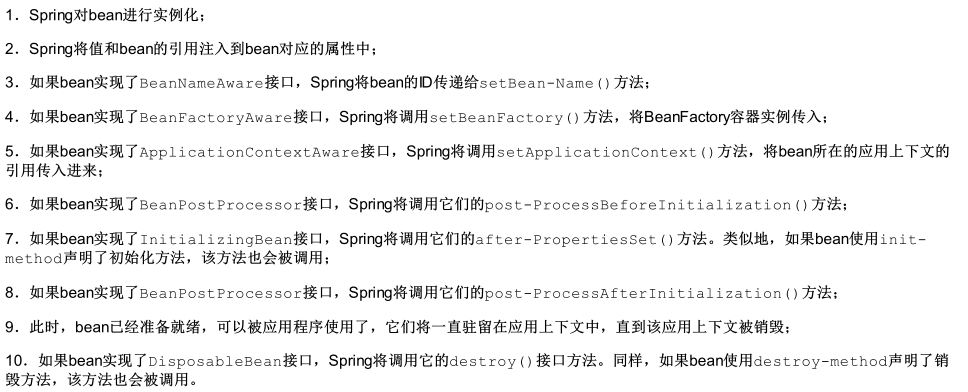 1．Spring对bean进行实例化；
2．Spring将值和bean的引用注入到bean对应的属性中；
3．如果bean实现了BeanNameAware接口，Spring将bean的ID传递给setBean-Name()方法；
4．如果bean实现了BeanFactoryAware接口，Spring将调用setBeanFactory()方法，将BeanFactory容器实例传入；
5．如果bean实现了ApplicationContextAware接口，Spring将调用setApplicationContext()方法，将bean所在的应用上下文的
引用传入进来；
6．如果bean实现了BeanPostProcessor接口，Spring将调用它们的post-ProcessBeforeInitialization()方法；
7．如果bean实现了InitializingBean接口，Spring将调用它们的after-PropertiesSet()方法。类似地，如果bean使用init-
method声明了初始化方法，该方法也会被调用；
8．如果bean实现了BeanPostProcessor接口，Spring将调用它们的post-ProcessAfterInitialization()方法；
9．此时，bean已经准备就绪，可以被应用程序使用了，它们将一直驻留在应用上下文中，直到该应用上下文被销毁；
10．如果bean实现了DisposableBean接口，Spring将调用它的destroy()接口方法。同样，如果bean使用destroy-method声明了销
毁方法，该方法也会被调用。